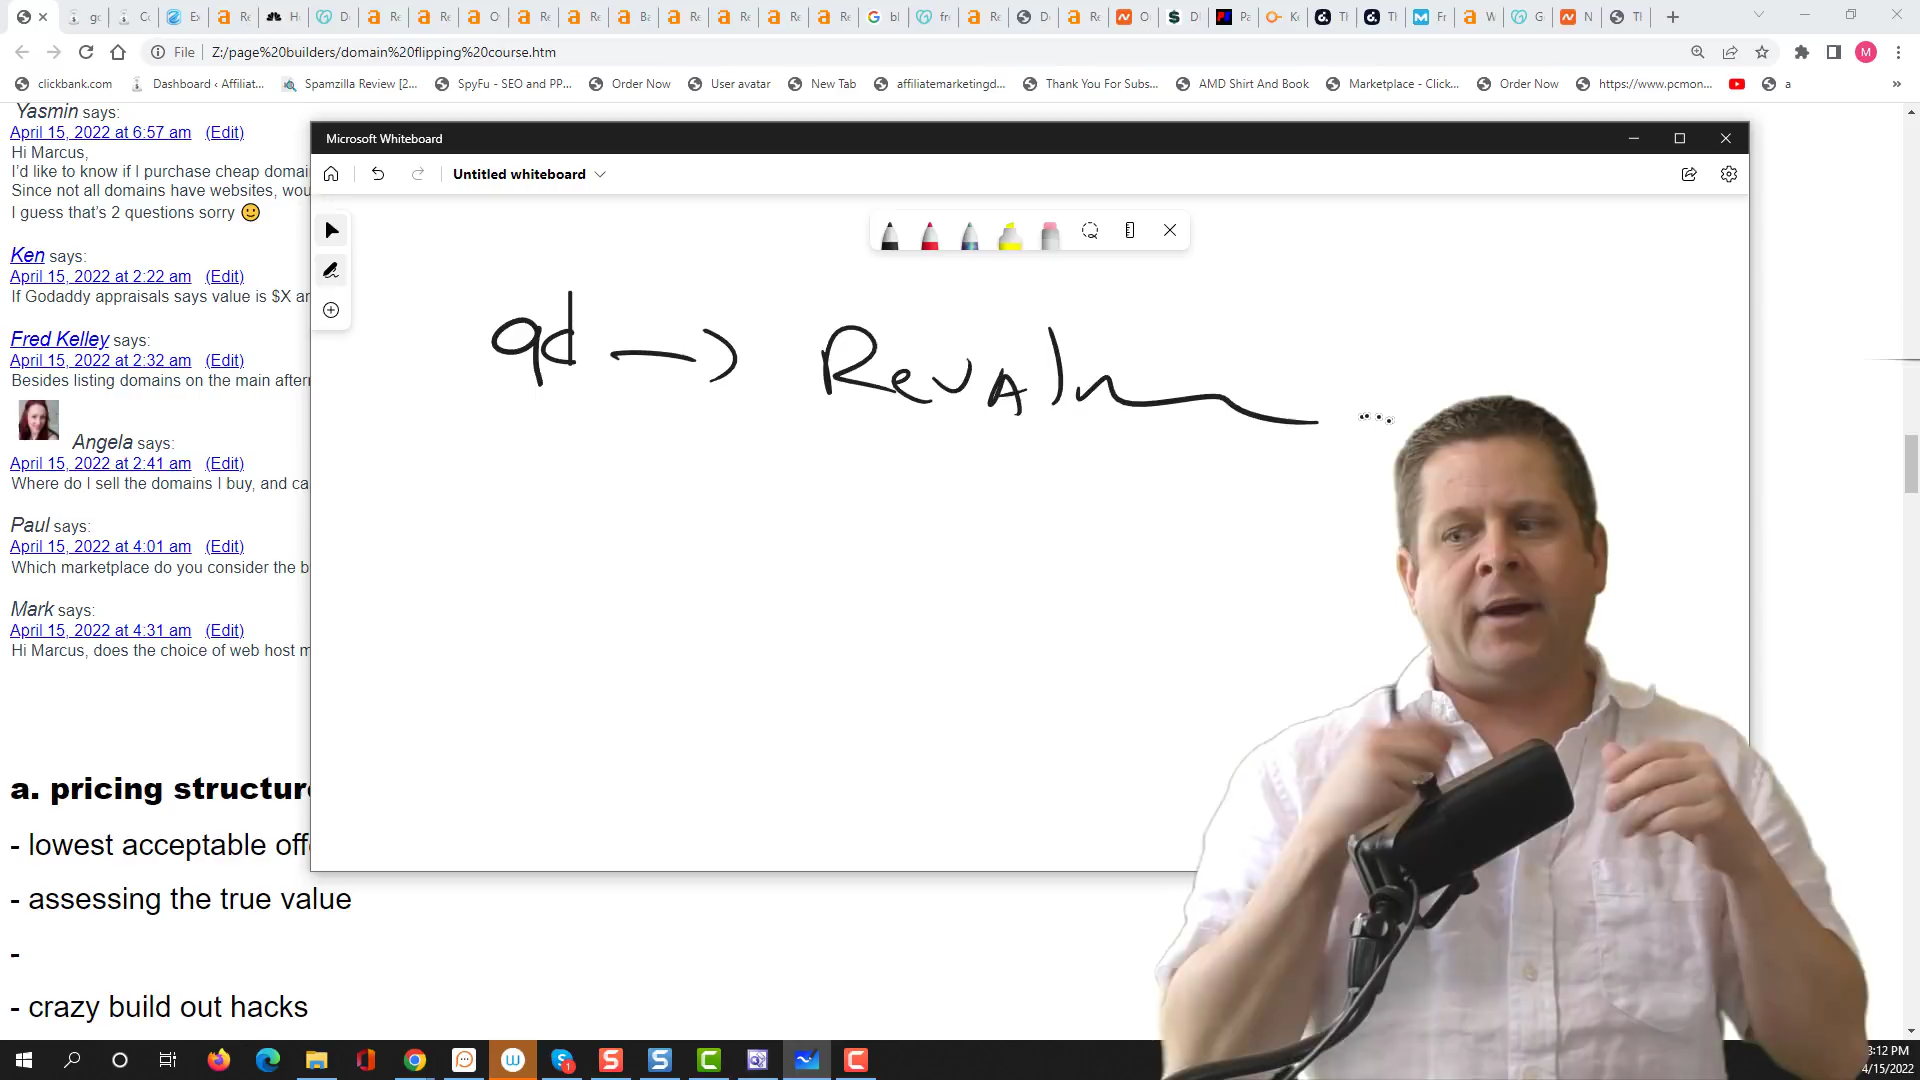 File Z:/page%20builders/domain%20flipping%20course.htm
M
clickbank.com Dashboard ‹ Affiliat... Spamzilla Review [2... SpyFu - SEO and PP... Order Now User avatar New Tab affiliatemarketingd... Thank You For Subs... AMD Shirt And Book Marketplace - Click... Order Now https://www.pcmon... a »
Yasmin says:
April 15, 2022 at 6:57 am (Edit)
Hi Marcus,
I'd like to know if I purchase cheap domai
Since not all domains have websites, wou
I guess that's 2 questions sorry
Ken says:
April 15, 2022 at 2:22 am (Edit)
If Godaddy appraisals says value is $X ar
Fred Kelley says:
April 15, 2022 at 2:32 am (Edit)
Besides listing domains on the main after
Angela says:
April 15, 2022 at 2:41 am (Edit)
Where do I sell the domains I buy, and ca
Paul says:
April 15, 2022 at 4:01 am (Edit)
Which marketplace do you consider the b
Mark says:
April 15, 2022 at 4:31 am (Edit)
Hi Marcus, does the choice of web host m
a. pricing structur
- lowest acceptable off
- assessing the true value
-
- crazy build out hacks
Microsoft Whiteboard
Untitled whiteboard
3:12 PM
4/15/2022